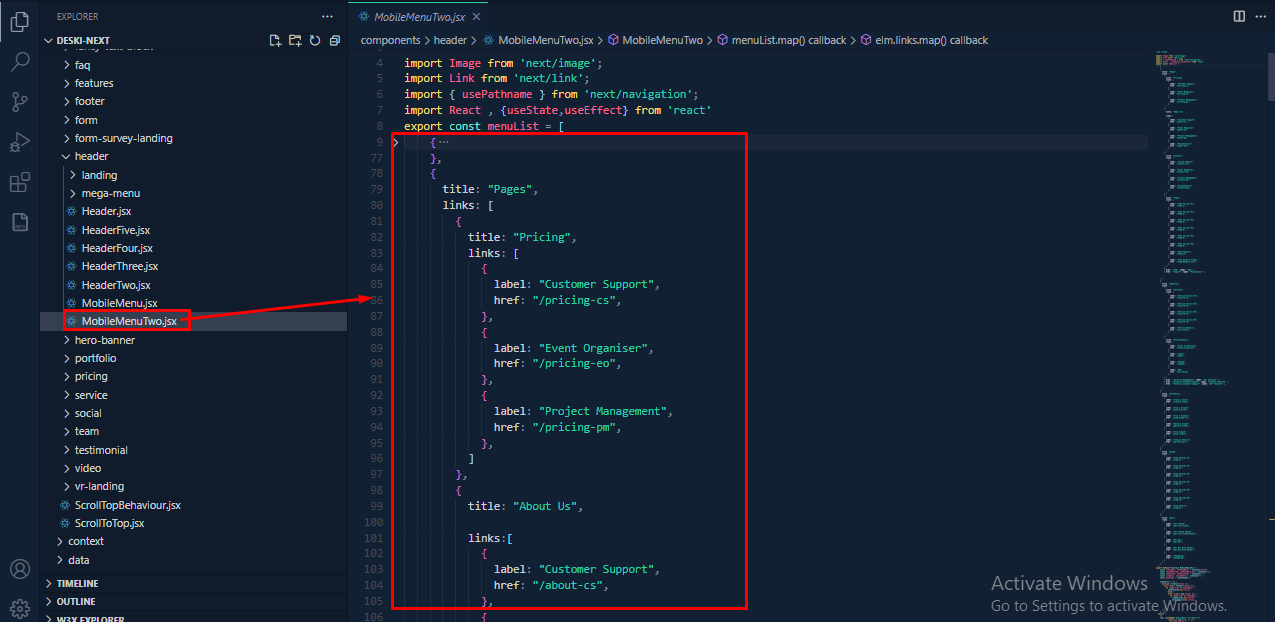 EXPLORER
MobileMenuTwo.jsx
DESKI-NEXT
components > header > MobileMenuTwo.jsx > MobileMenuTwo > menuList.map() callback > elm.links.map() callback
faq
features
footer
form
form-survey-landing
header
landing
mega-menu
Header.jsx
HeaderFive.jsx
HeaderFour.jsx
HeaderThree.jsx
HeaderTwo.jsx
MobileMenu.jsx
MobileMenuTwo.jsx
hero-banner
portfolio
pricing
service
social
team
testimonial
video
vr-landing
ScrollTopBehaviour.jsx
ScrollToTop.jsx
context
data
TIMELINE
OUTLINE
W3X EXPLORER
4 import Image from 'next/image';
5 import Link from 'next/link';
6 import { usePathname } from 'next/navigation';
7 import React , {useState,useEffect} from 'react'
8 export const menuList = [
9 { ...
77 },
78 {
79 title: "Pages",
80 links: [
81 {
82 title: "Pricing",
83 links: [
84 {
85 label: "Customer Support",
86 href: "/pricing-cs",
87 },
88 {
89 label: "Event Organiser",
90 href: "/pricing-eo",
91 },
92 {
93 label: "Project Management",
94 href: "/pricing-pm",
95 },
96 ]
97 },
98 {
99 title: "About Us",
100
101 links:[
102 {
103 label: "Customer Support",
104 href: "/about-cs",
105 },
106 {
Activate Windows
Go to Settings to activate Windows.